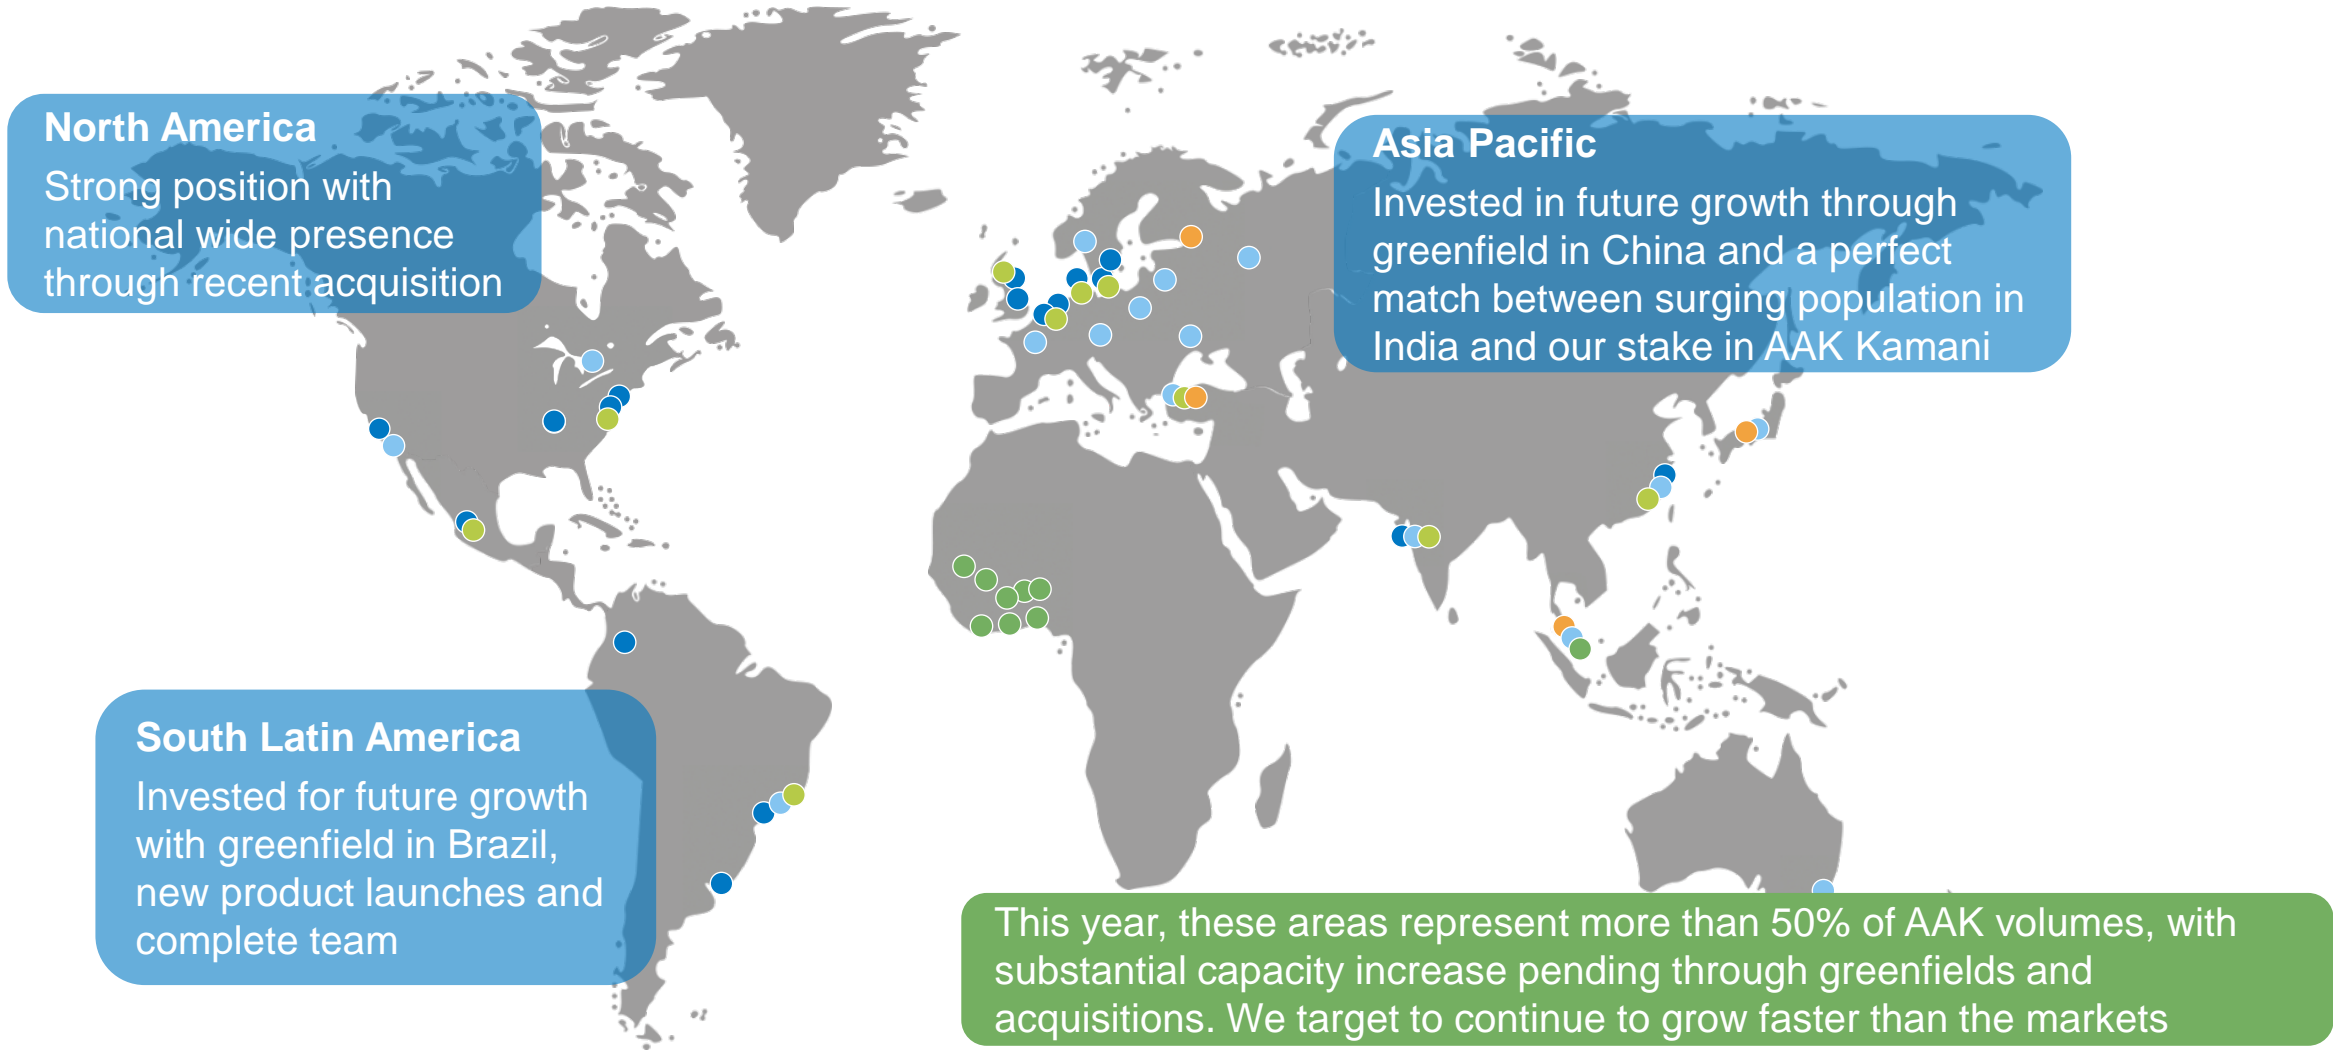 North America
Strong position with
national wide presence
through recent acquisition
Asia Pacific
Invested in future growth through
greenfield in China and a perfect
match between surging population in
India and our stake in AAK Kamani
South Latin America
Invested for future growth
with greenfield in Brazil,
new product launches and
complete team
This year, these areas represent more than 50% of AAK volumes, with
substantial capacity increase pending through greenfields and
acquisitions. We target to continue to grow faster than the markets